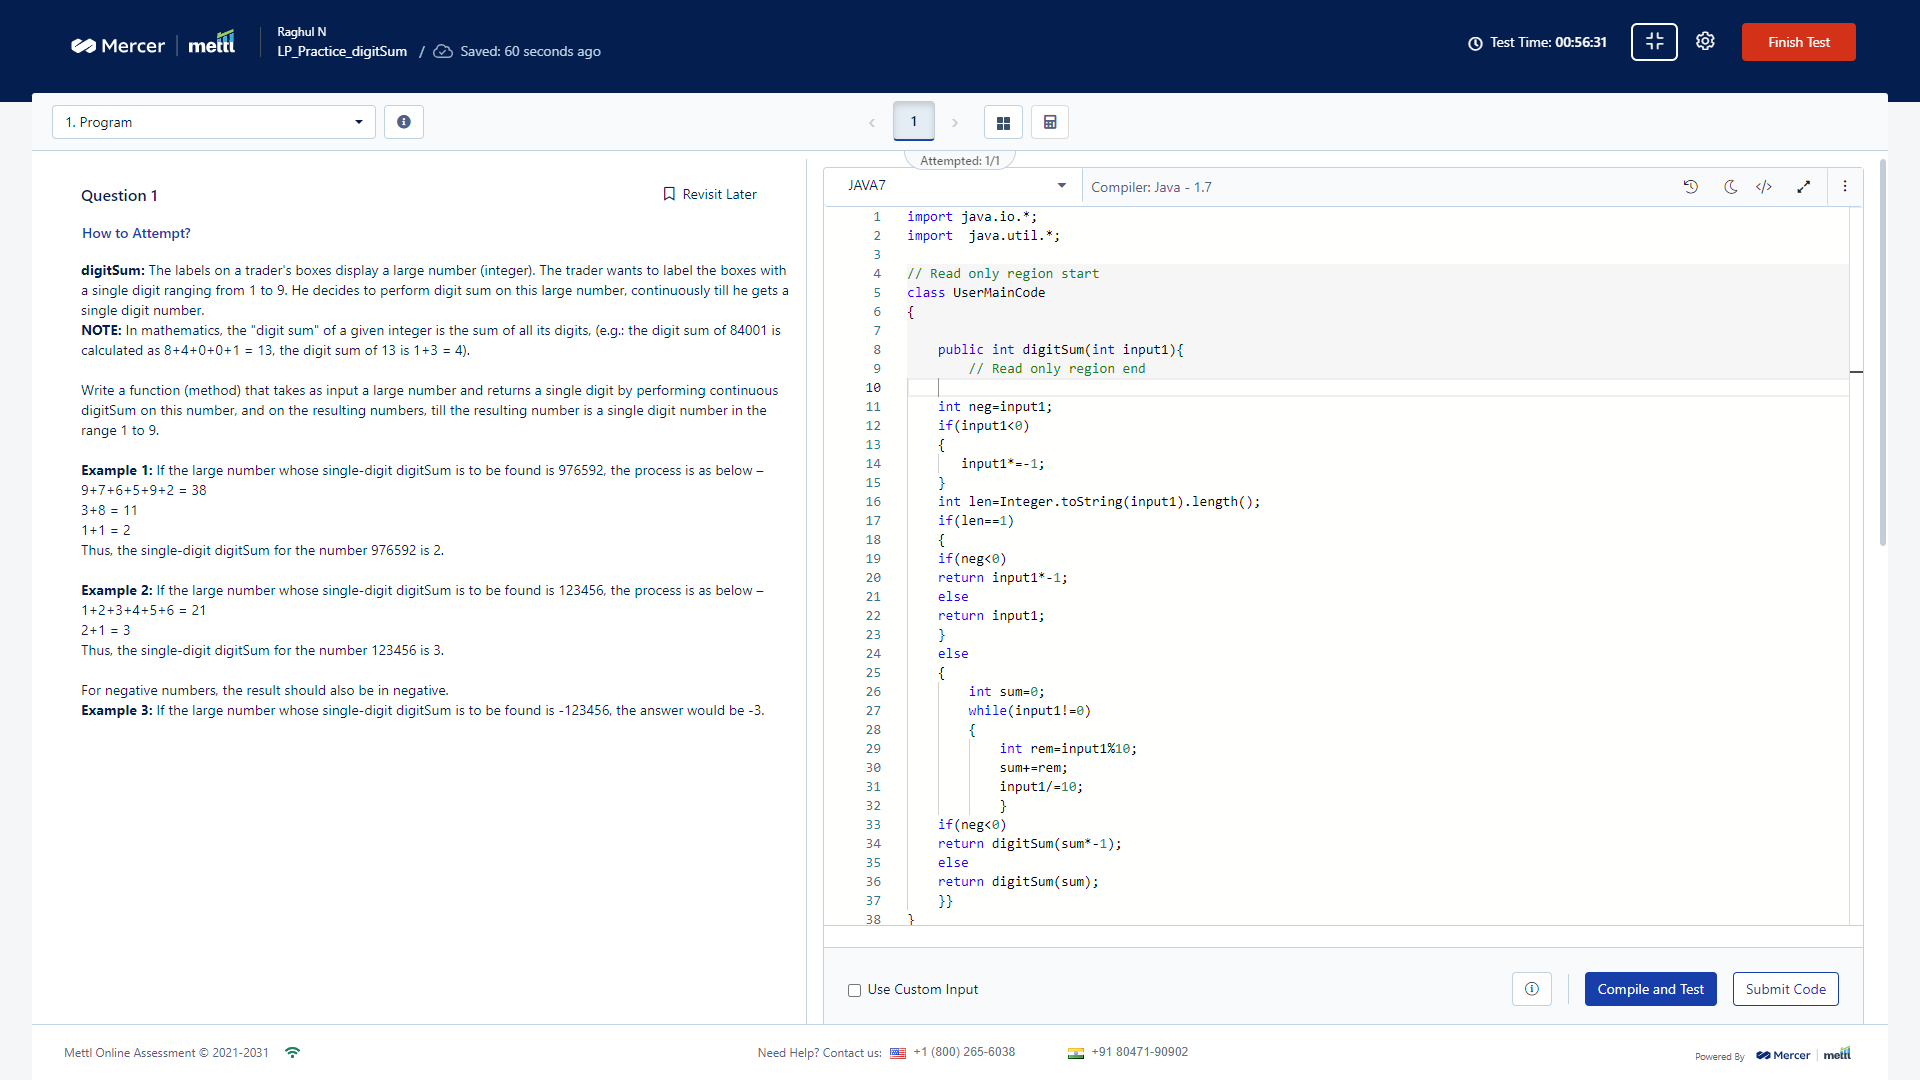 Mercer | mettl
Raghul N
LP_Practice_digitSum / Saved: 60 seconds ago
Test Time: 00:56:31
Finish Test
1. Program
1
Attempted: 1/1
Question 1
Revisit Later
How to Attempt?
digitSum: The labels on a trader's boxes display a large number (integer). The trader wants to label the boxes with
a single digit ranging from 1 to 9. He decides to perform digit sum on this large number, continuously till he gets a
single digit number.
NOTE: In mathematics, the "digit sum" of a given integer is the sum of all its digits, (e.g.: the digit sum of 84001 is
calculated as 8+4+0+0+1 = 13, the digit sum of 13 is 1+3 = 4).
Write a function (method) that takes as input a large number and returns a single digit by performing continuous
digitSum on this number, and on the resulting numbers, till the resulting number is a single digit number in the
range 1 to 9.
Example 1: If the large number whose single-digit digitSum is to be found is 976592, the process is as below –
9+7+6+5+9+2 = 38
3+8 = 11
1+1 = 2
Thus, the single-digit digitSum for the number 976592 is 2.
Example 2: If the large number whose single-digit digitSum is to be found is 123456, the process is as below –
1+2+3+4+5+6 = 21
2+1 = 3
Thus, the single-digit digitSum for the number 123456 is 3.
For negative numbers, the result should also be in negative.
Example 3: If the large number whose single-digit digitSum is to be found is -123456, the answer would be -3.
JAVA7
Compiler: Java - 1.7
1 import java.io.*;
2 import  java.util.*;
3
4 // Read only region start
5 class UserMainCode
6 {
7
8     public int digitSum(int input1){
9         // Read only region end
10
11     int neg=input1;
12     if(input1<0)
13     {
14        input1*=-1;
15     }
16     int len=Integer.toString(input1).length();
17     if(len==1)
18     {
19     if(neg<0)
20     return input1*-1;
21     else
22     return input1;
23     }
24     else
25     {
26         int sum=0;
27         while(input1!=0)
28         {
29             int rem=input1%10;
30             sum+=rem;
31             input1/=10;
32             }
33     if(neg<0)
34     return digitSum(sum*-1);
35     else
36     return digitSum(sum);
37     }}
38 }
Use Custom Input
Compile and Test
Submit Code
Mettl Online Assessment © 2021-2031
Need Help? Contact us: +1 (800) 265-6038
+91 80471-90902
Powered By Mercer | mettl